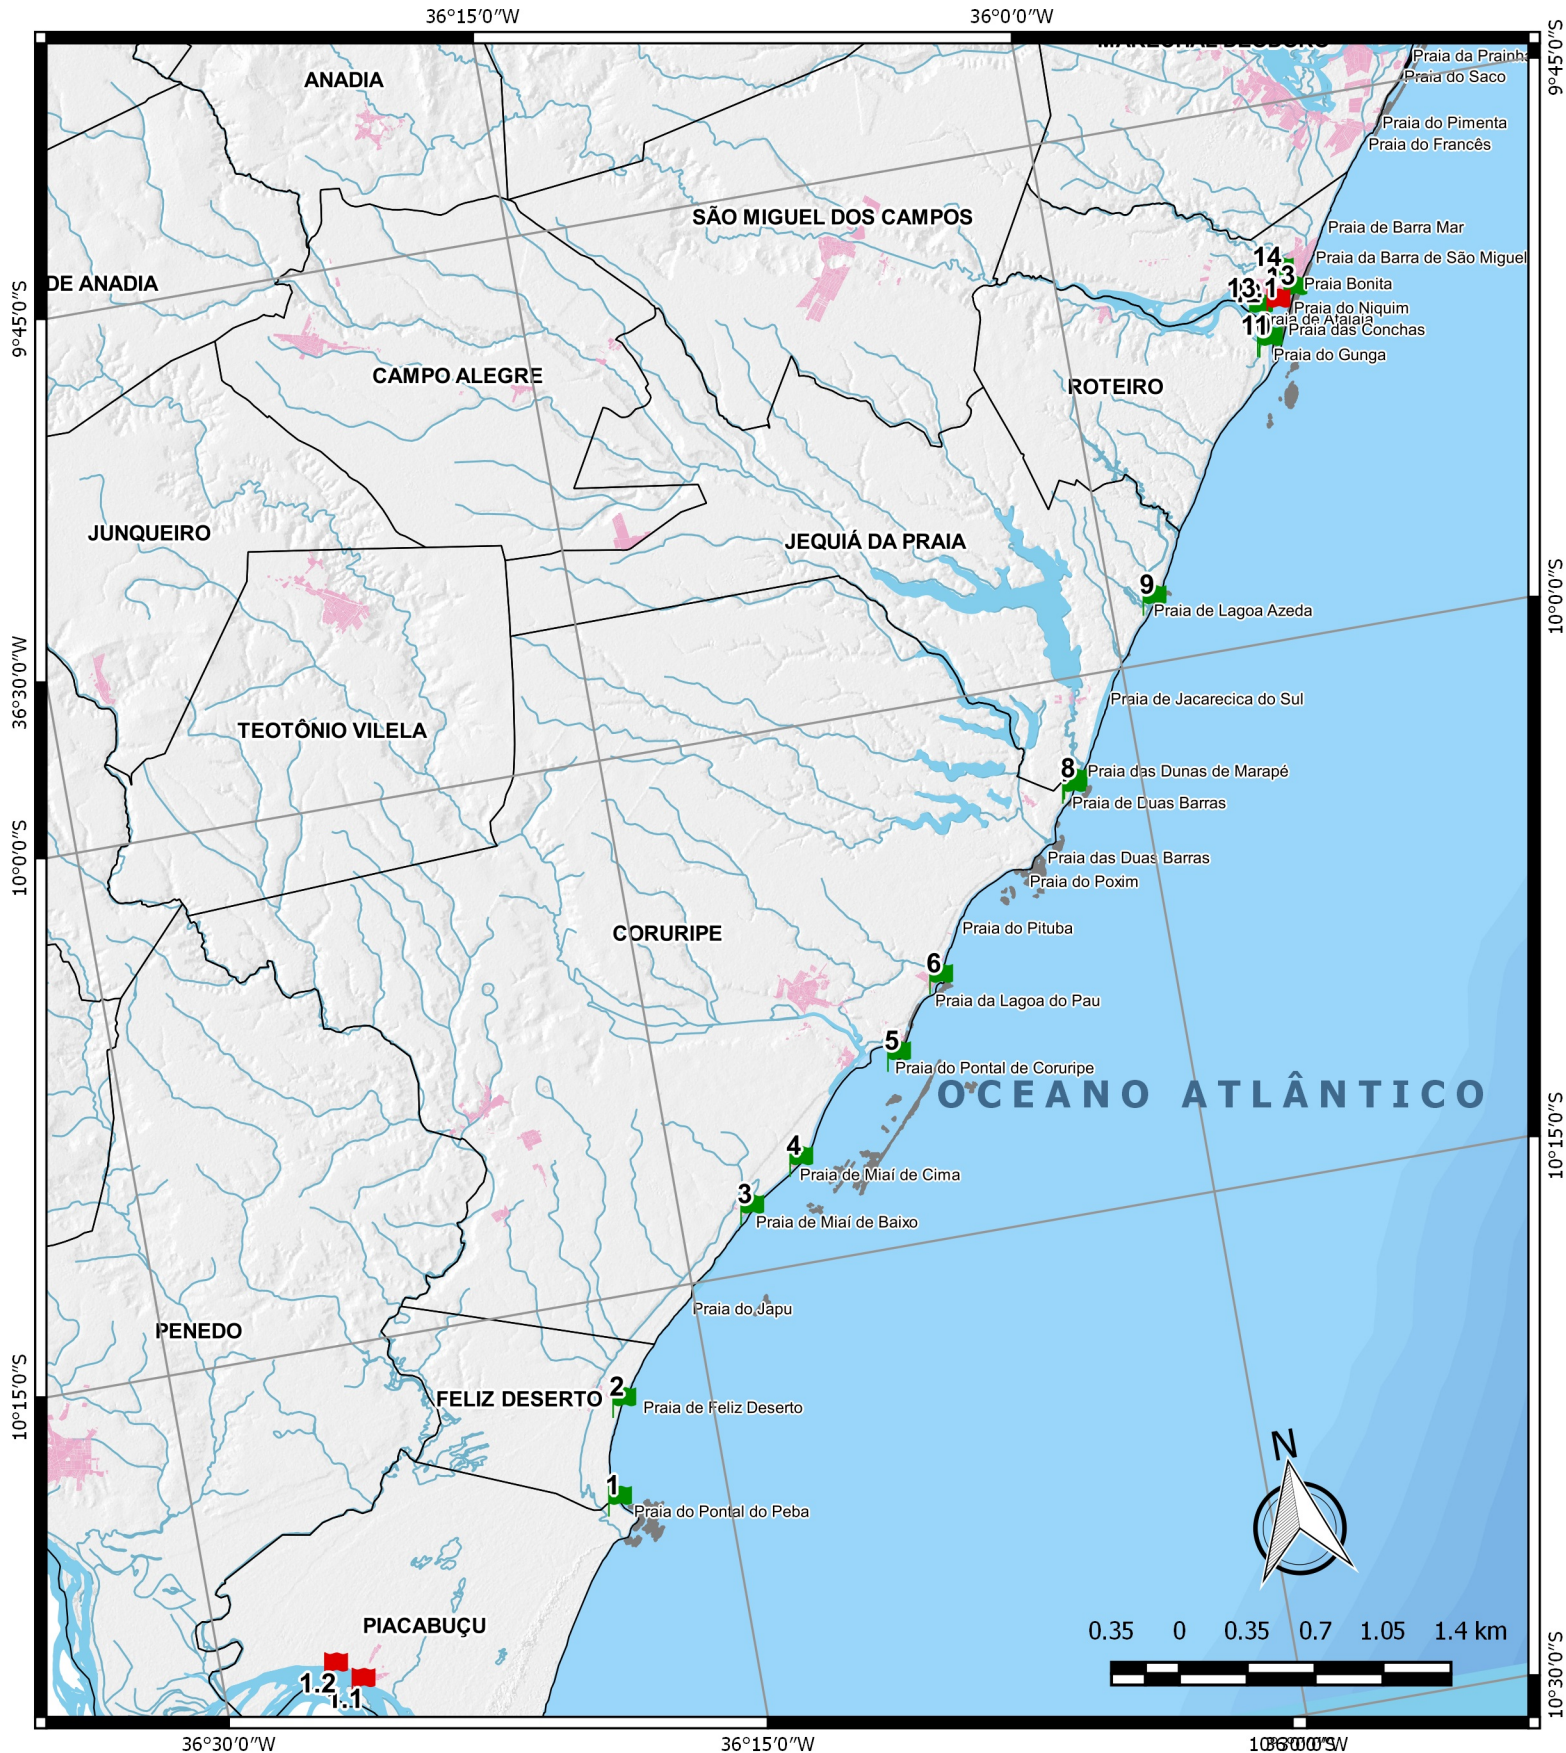 36°15'0"W
36°0'0"W
9°45'0"S
MARECHAL DEODORO
Praia da Prainha
ANADIA
Praia do Saco
Praia do Pimenta
Praia do Francês
SÃO MIGUEL DOS CAMPOS
Praia de Barra Mar
14
Praia da Barra de São Miguel
DE ANADIA
13
Praia Bonita
13.1
9°45'0"S
Praia do Niquim
Praia de Atalaia
11
Praia das Conchas
Praia do Gunga
CAMPO ALEGRE
ROTEIRO
JUNQUEIRO
JEQUIÁ DA PRAIA
9
10°0'0"S
Praia de Lagoa Azeda
36°30'0"W
Praia de Jacarecica do Sul
TEOTÔNIO VILELA
8
Praia das Dunas de Marapé
Praia de Duas Barras
10°0'0"S
Praia das Duas Barras
Praia do Poxim
CORURIPE
Praia do Pituba
6
Praia da Lagoa do Pau
5
Praia do Pontal de Coruripe
OCEANO ATLÂNTICO
10°15'0"S
4
Praia de Miaí de Cima
3
Praia de Miaí de Baixo
Praia do Japu
PENEDO
10°15'0"S
2
FELIZ DESERTO
Praia de Feliz Deserto
N
1
Praia do Pontal do Peba
PIACABUÇU
0.35 0 0.35 0.7 1.05 1.4 km
10°30'0"S
1.2
1.1
36°30'0"W
36°15'0"W